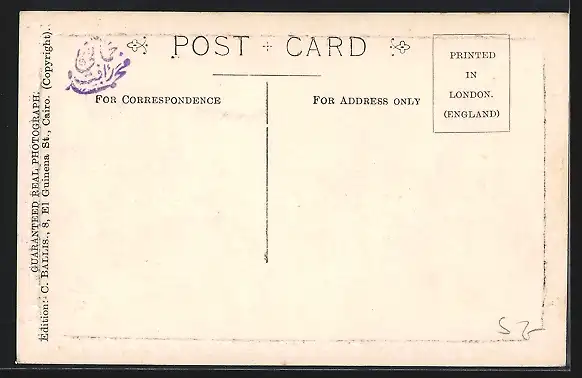 POST CARD
FOR CORRESPONDENCE
FOR ADDRESS ONLY
PRINTED
IN
LONDON.
(ENGLAND)
GUARANTEED REAL PHOTOGRAPH.
Edition: C. BALLIS., 8, El Guinena St., Cairo. (Copyright).